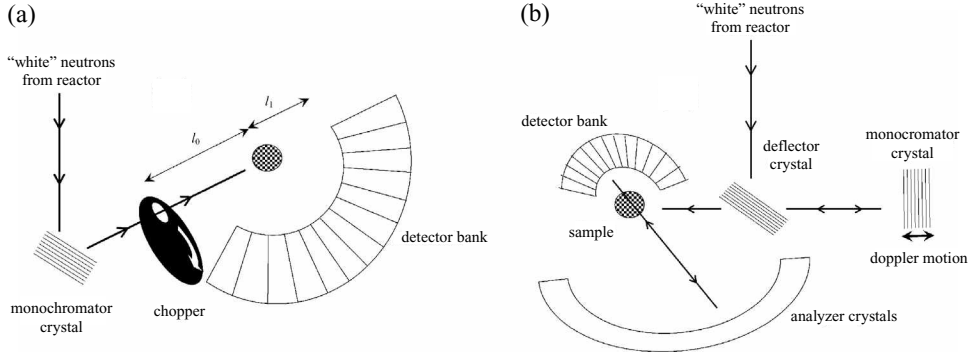 (a)
“white” neutrons
from reactor
l0
l1
detector bank
monochromator
crystal
chopper
(b)
“white” neutrons
from reactor
detector bank
deflector
crystal
monocromator
crystal
sample
doppler motion
analyzer crystals